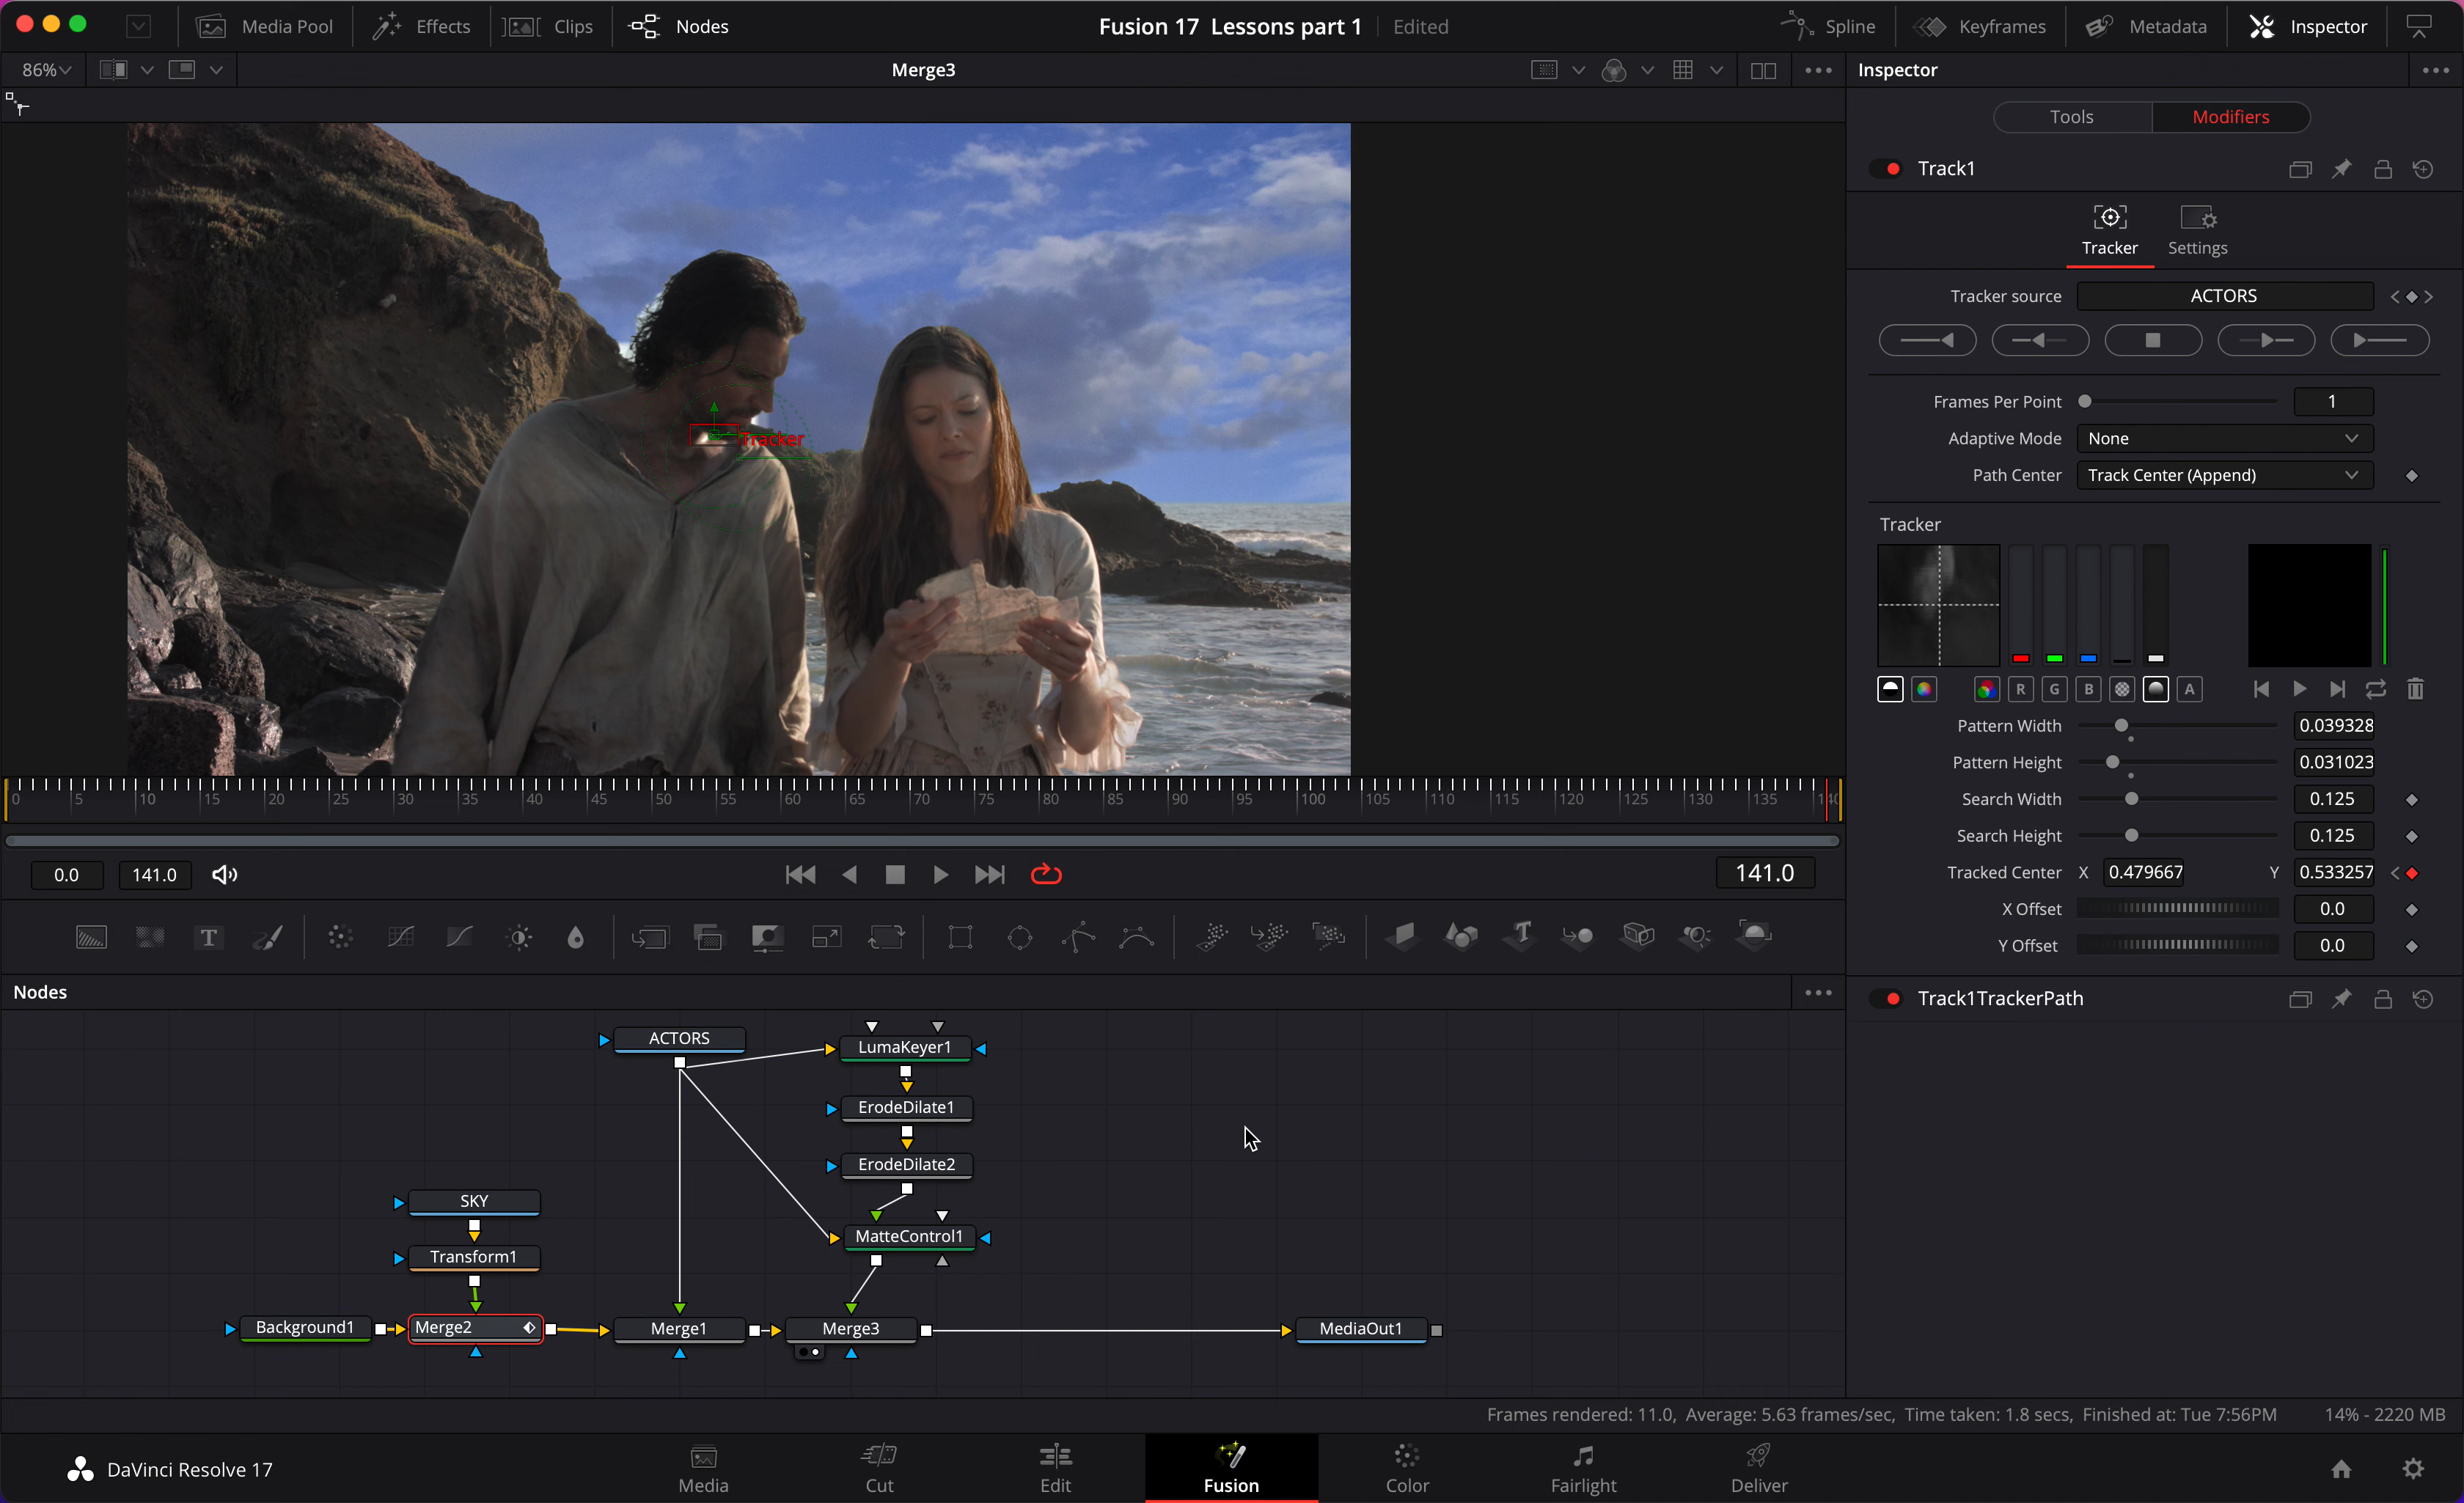 Media Pool Effects Clips Nodes Fusion 17 Lessons part 1 Edited Spline Keyframes Metadata Inspector
86% Merge3 Inspector
Tools Modifiers
Track1
Tracker Settings
Tracker source ACTORS
Frames Per Point 1
Adaptive Mode None
Path Center Track Center (Append)
Tracker
Tracker
R G B A
Pattern Width 0.039328
Pattern Height 0.031023
Search Width 0.125
Search Height 0.125
Tracked Center X 0.479667 Y 0.533257
X Offset 0.0
Y Offset 0.0
Track1TrackerPath
0 5 10 15 20 25 30 35 40 45 50 55 60 65 70 75 80 85 90 95 100 105 110 115 120 125 130 135 140
0.0 141.0 141.0
T T
Nodes
ACTORS LumaKeyer1
ErodeDilate1
ErodeDilate2
SKY
MatteControl1
Transform1
Background1 Merge2 Merge1 Merge3 MediaOut1
Frames rendered: 11.0, Average: 5.63 frames/sec, Time taken: 1.8 secs, Finished at: Tue 7:56PM 14% - 2220 MB
DaVinci Resolve 17
Media Cut Edit Fusion Color Fairlight Deliver